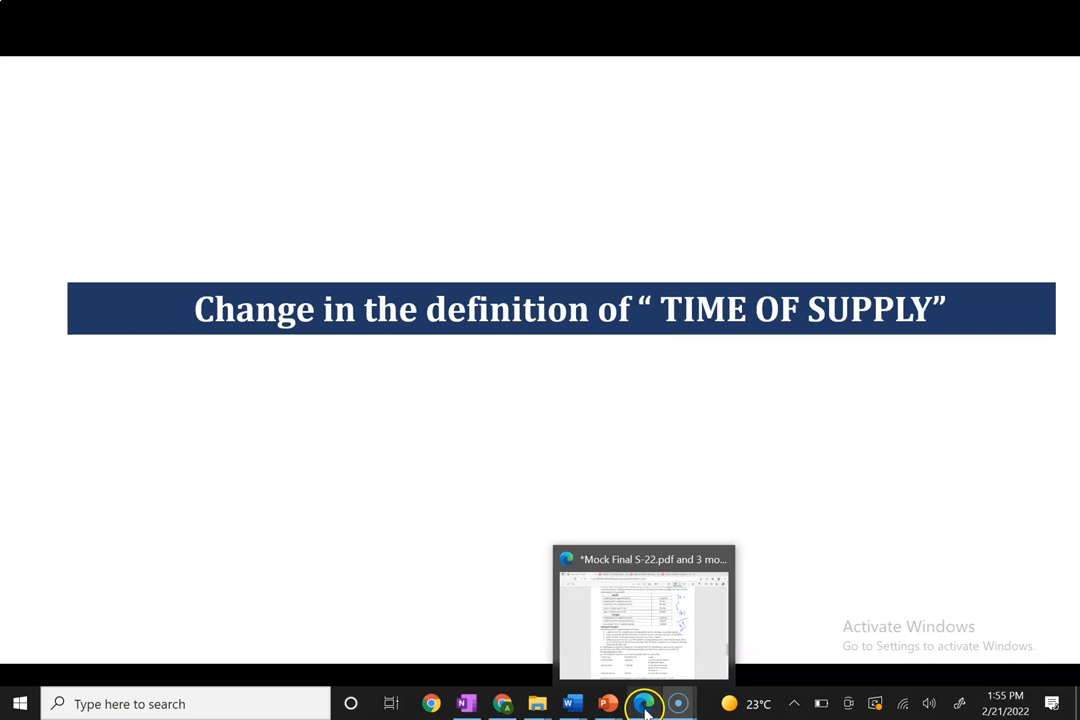 Change in the definition of “ TIME OF SUPPLY”
*Mock Final S-22.pdf and 3 mo...
Activate Windows
Go to Settings to activate Windows.
Type here to search
23°C
1:55 PM
2/21/2022